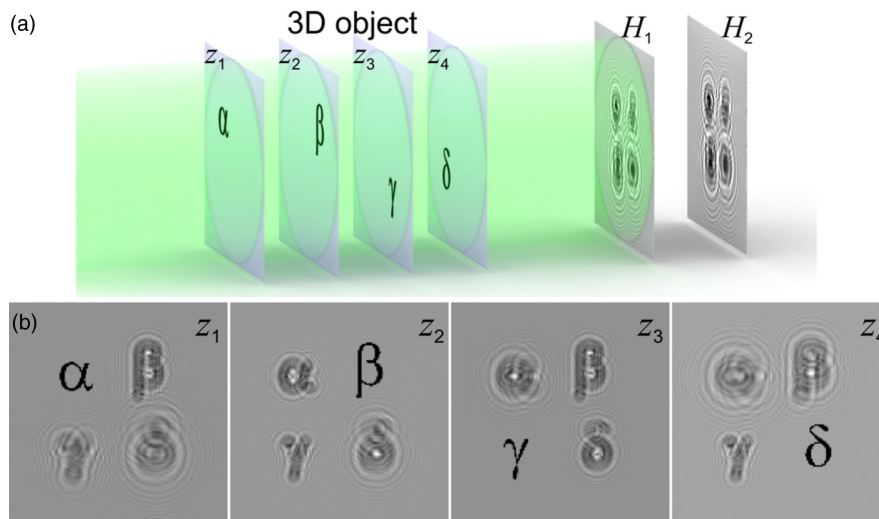 (a)
3D object
z₁ z₂ z₃ z₄ H₁ H₂
α β γ δ
(b)
z₁ z₂ z₃ z₄
α β β
γ δ